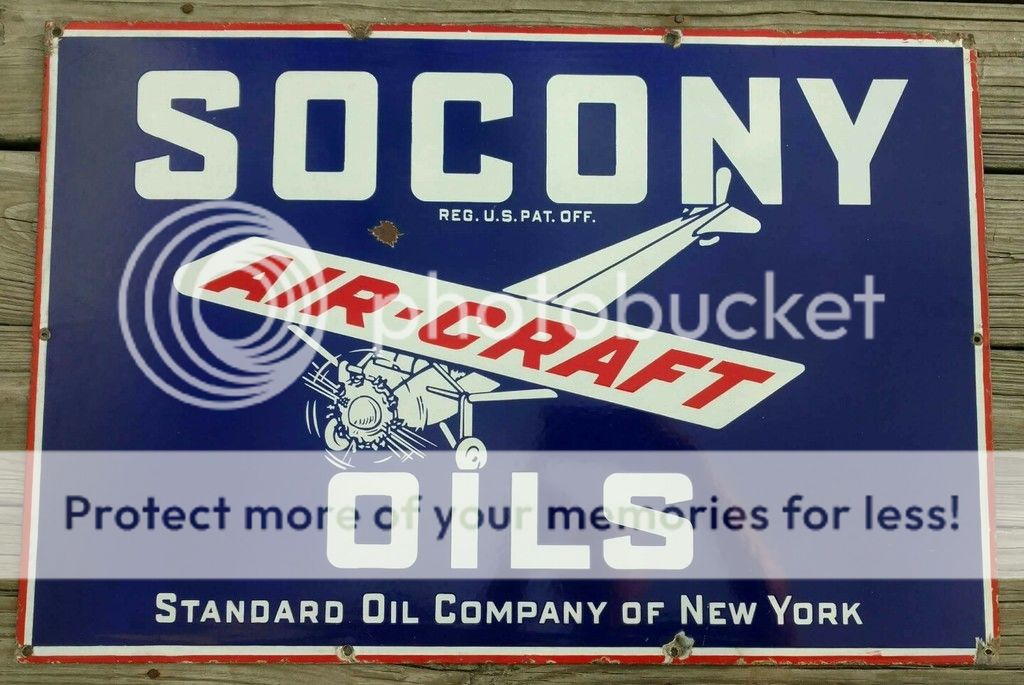 SOCONY
REG. U.S. PAT. OFF.
AIR-CRAFT
photobucket
OILS
Protect more of your memories for less!
STANDARD OIL COMPANY OF NEW YORK